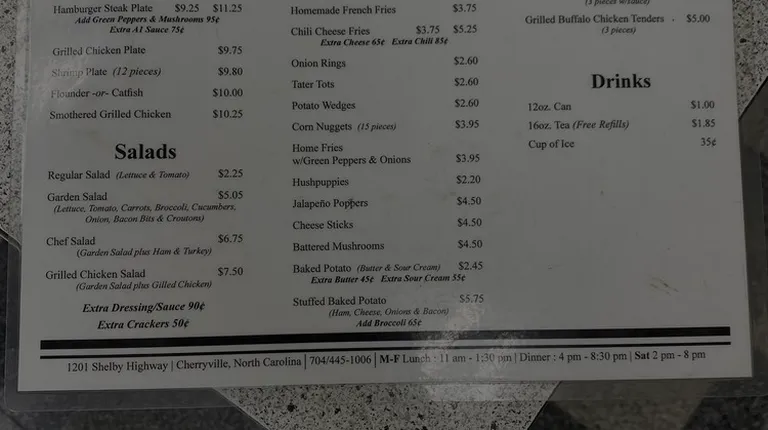 Hamburger Steak Plate $9.25 $11.25
Add Green Peppers & Mushrooms 95¢
Extra A1 Sauce 75¢
Grilled Chicken Plate $9.75
Shrimp Plate (12 pieces) $9.80
Flounder -or- Catfish $10.00
Smothered Grilled Chicken $10.25
Salads
Regular Salad (Lettuce & Tomato) $2.25
Garden Salad $5.05
(Lettuce, Tomato, Carrots, Broccoli, Cucumbers,
Onion, Bacon Bits & Croutons)
Chef Salad $6.75
(Garden Salad plus Ham & Turkey)
Grilled Chicken Salad $7.50
(Garden Salad plus Gilled Chicken)
Extra Dressing/Sauce 90¢
Extra Crackers 50¢
Homemade French Fries $3.75
Chili Cheese Fries $3.75 $5.25
Extra Cheese 65¢ Extra Chili 85¢
Onion Rings $2.60
Tater Tots $2.60
Potato Wedges $2.60
Corn Nuggets (15 pieces) $3.95
Home Fries
w/Green Peppers & Onions $3.95
Hushpuppies $2.20
Jalapeño Poppers $4.50
Cheese Sticks $4.50
Battered Mushrooms $4.50
Baked Potato (Butter & Sour Cream) $2.45
Extra Butter 45¢ Extra Sour Cream 55¢
Stuffed Baked Potato $5.75
(Ham, Cheese, Onions & Bacon)
Add Broccoli 65¢
(3 pieces w/sauce)
Grilled Buffalo Chicken Tenders . $5.00
(3 pieces)
Drinks
12oz. Can $1.00
16oz. Tea (Free Refills) $1.85
Cup of Ice 35¢
1201 Shelby Highway | Cherryville, North Carolina | 704/445-1006 | M-F Lunch : 11 am - 1:30 pm | Dinner : 4 pm - 8:30 pm | Sat 2 pm - 8 pm